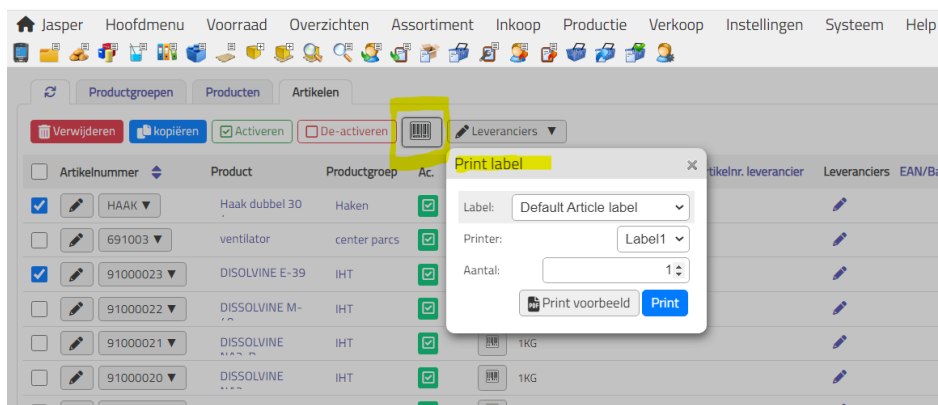 Jasper Hoofdmenu Voorraad Overzichten Assortiment Inkoop Productie Verkoop Instellingen Systeem Help
Productgroepen Producten Artikelen
Verwijderen kopiëren Activeren De-activeren Leveranciers ▼
Artikelnummer Product Productgroep Ac. tikelnr. leverancier Leveranciers EAN/Ba
Print label ×
HAAK ▼ Haak dubbel 30 Haken
Label: Default Article label
691003 ▼ ventilator center parcs
Printer: Label1
91000023 ▼ DISOLVINE E-39 IHT
Aantal: 1
91000022 ▼ DISSOLVINE M- IHT
Print voorbeeld Print
91000021 ▼ DISSOLVINE IHT 1KG
91000020 ▼ DISSOLVINE IHT 1KG